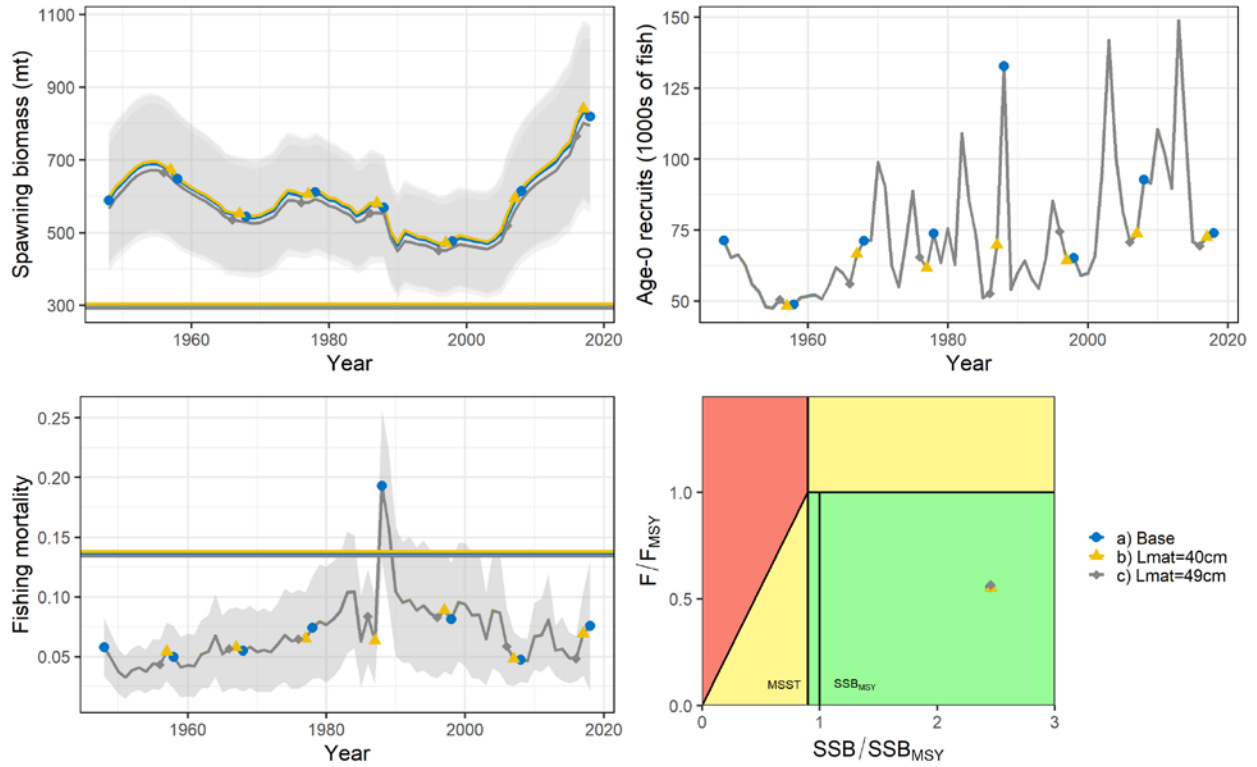 1100
900
700
500
300
Spawning biomass (mt)
1960
1980
2000
2020
Year
150
125
100
75
50
Age-0 recruits (1000s of fish)
1960
1980
2000
2020
Year
0.25
0.20
0.15
0.10
0.05
Fishing mortality
1960
1980
2000
2020
Year
1.0
0.5
0.0
F/F_MSY
MSST
SSB_MSY
0
1
2
3
SSB/SSB_MSY
a) Base
b) Lmat=40cm
c) Lmat=49cm